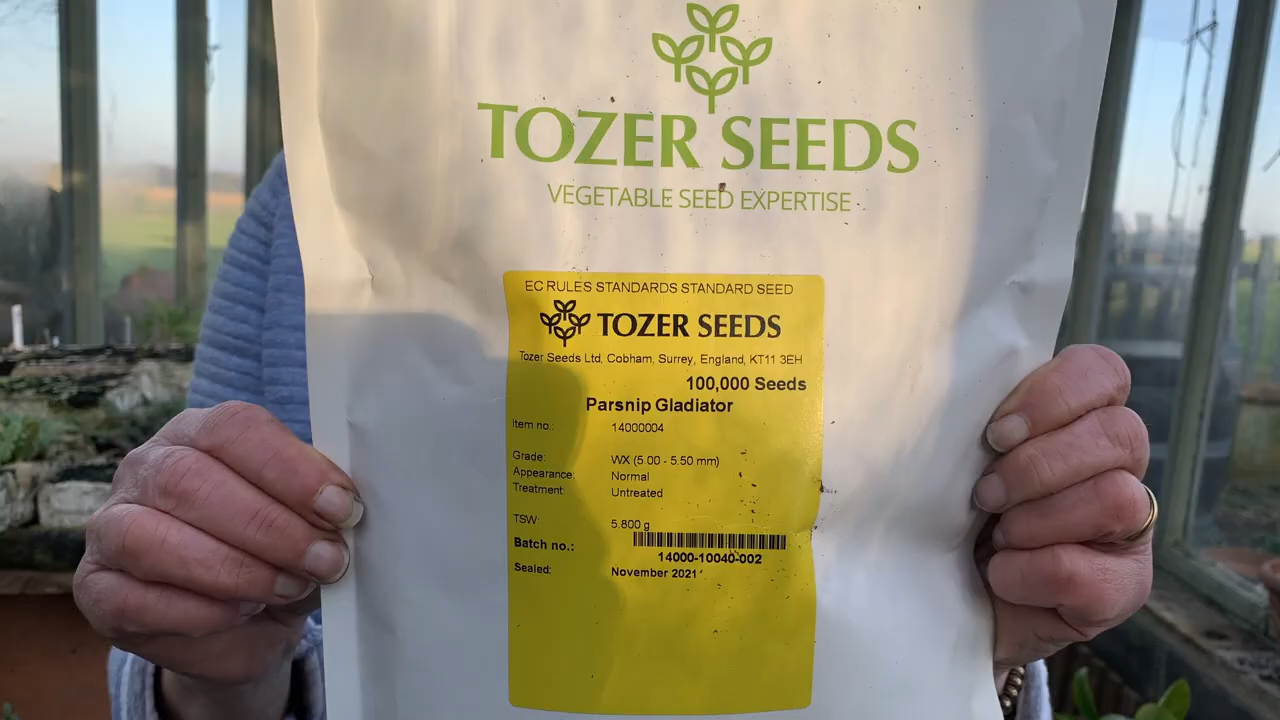 TOZER SEEDS
VEGETABLE SEED EXPERTISE
EC RULES STANDARDS STANDARD SEED
TOZER SEEDS
Tozer Seeds Ltd, Cobham, Surrey, England, KT11 3EH
100,000 Seeds
Parsnip Gladiator
Item no.: 14000004
Grade: WX (5.00 - 5.50 mm)
Appearance: Normal
Treatment: Untreated
TSW: 5.800 g
Batch no.: 14000-10040-002
Sealed: November 2021